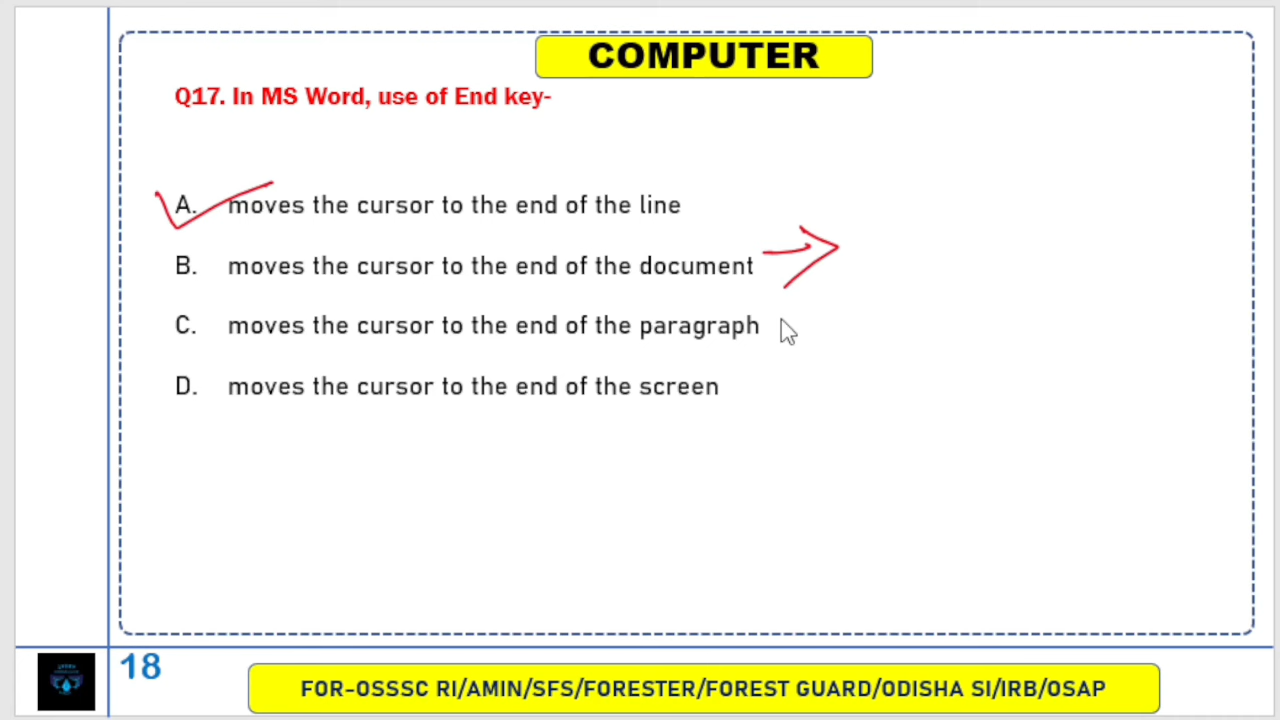 COMPUTER
Q17. In MS Word, use of End key-
A. moves the cursor to the end of the line
B. moves the cursor to the end of the document
C. moves the cursor to the end of the paragraph
D. moves the cursor to the end of the screen
18
FOR-OSSSC RI/AMIN/SFS/FORESTER/FOREST GUARD/ODISHA SI/IRB/OSAP